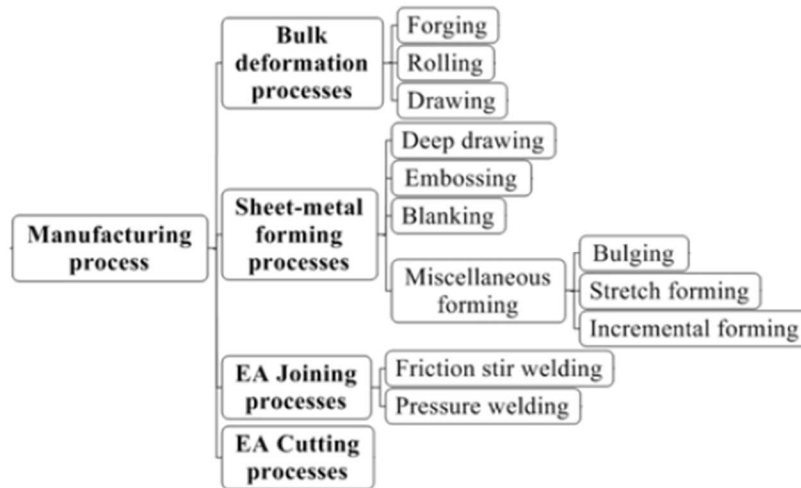 Bulk
deformation
processes
Forging
Rolling
Drawing
Manufacturing
process
Sheet-metal
forming
processes
Deep drawing
Embossing
Blanking
Miscellaneous
forming
Bulging
Stretch forming
Incremental forming
EA Joining
processes
Friction stir welding
Pressure welding
EA Cutting
processes